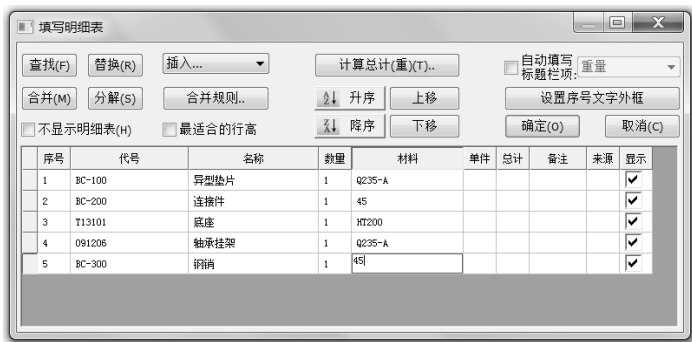 填写明细表
查找(F) 替换(R) 插入... 计算总计(重)(T).. 自动填写标题栏项: 重量
合并(M) 分解(S) 合并规则.. 升序 上移 设置序号文字外框
不显示明细表(H) 最适合的行高 降序 下移 确定(O) 取消(C)
序号 代号 名称 数量 材料 单件 总计 备注 来源 显示
1 BC-100 异型垫片 1 Q235-A
2 BC-200 连接件 1 45
3 T13101 底座 1 HT200
4 091206 轴承挂架 1 Q235-A
5 BC-300 销销 1 45